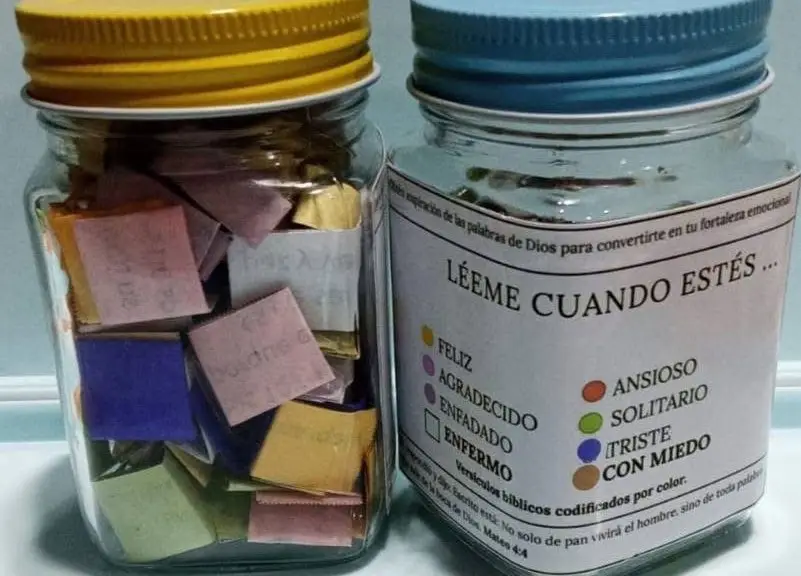 inspiración de las palabras de Dios para convertirte en tu fortaleza emocional
LÉEME CUANDO ESTÉS ...
FELIZ
AGRADECIDO
ENFADADO
ENFERMO
ANSIOSO
SOLITARIO
TRISTE
CON MIEDO
Versículos bíblicos codificados por color.
y dijo: Escrito está: No solo de pan vivirá el hombre, sino de toda palabra
de la boca de Dios. Mateo 4:4